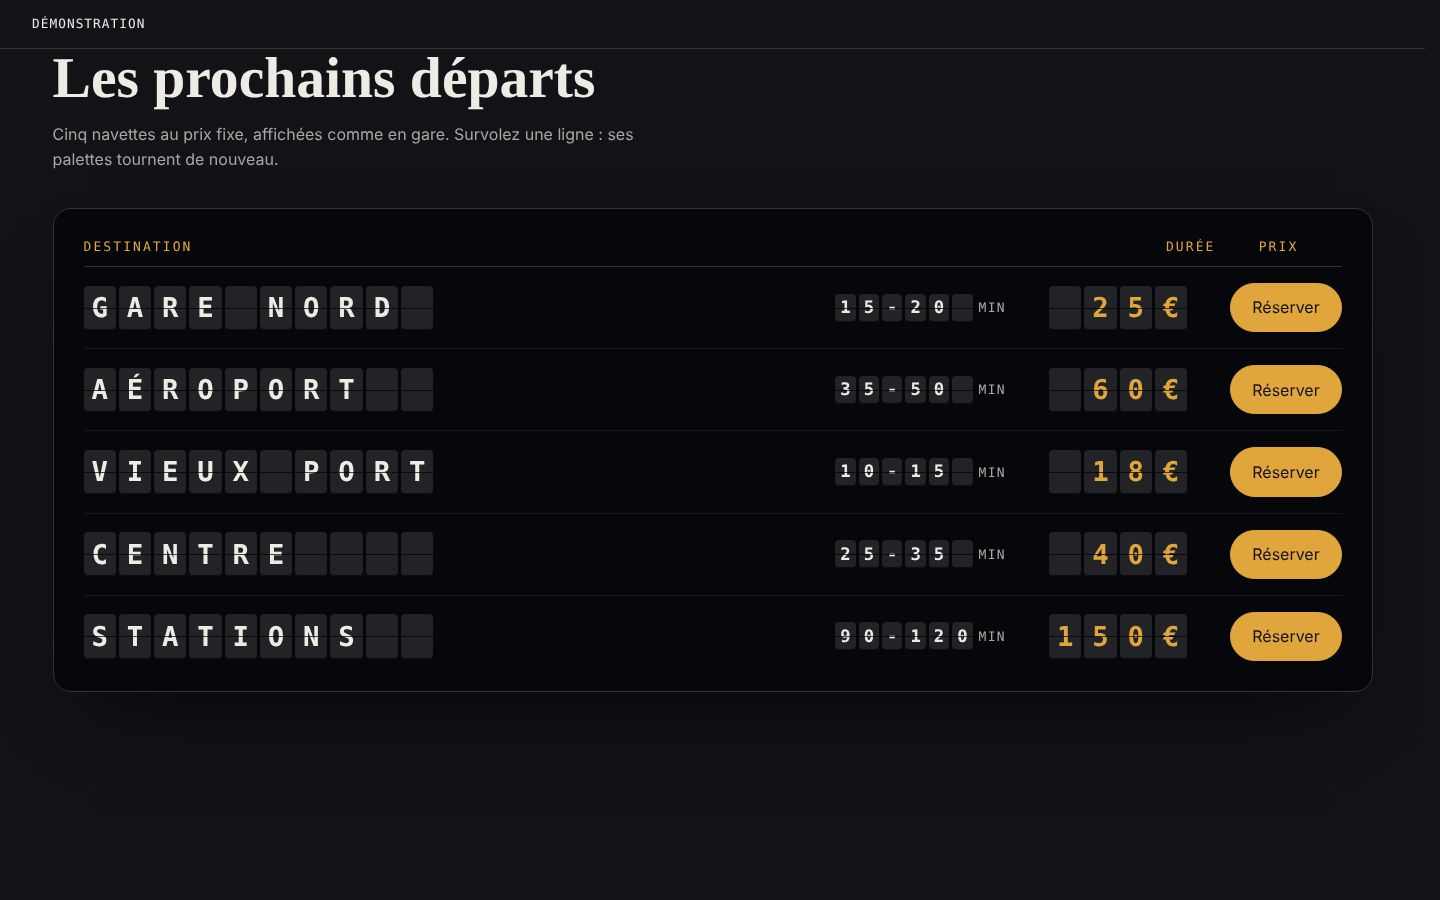 DÉMONSTRATION
Les prochains départs
Cinq navettes au prix fixe, affichées comme en gare. Survolez une ligne : ses
palettes tournent de nouveau.
DESTINATION DURÉE PRIX
GARE NORD 15-20 MIN 25€ Réserver
AÉROPORT 35-50 MIN 60€ Réserver
VIEUX PORT 10-15 MIN 18€ Réserver
CENTRE 25-35 MIN 40€ Réserver
STATIONS 90-120 MIN 150€ Réserver